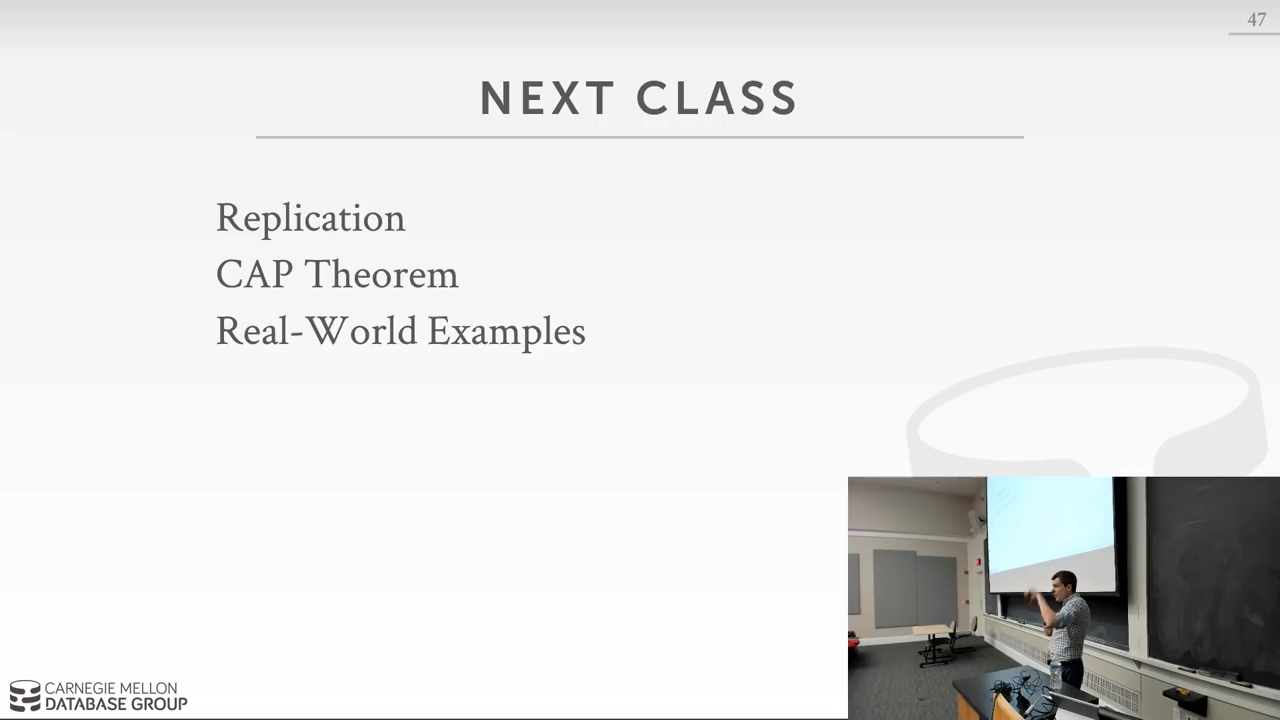 47
NEXT CLASS
Replication
CAP Theorem
Real-World Examples
CARNEGIE MELLON
DATABASE GROUP